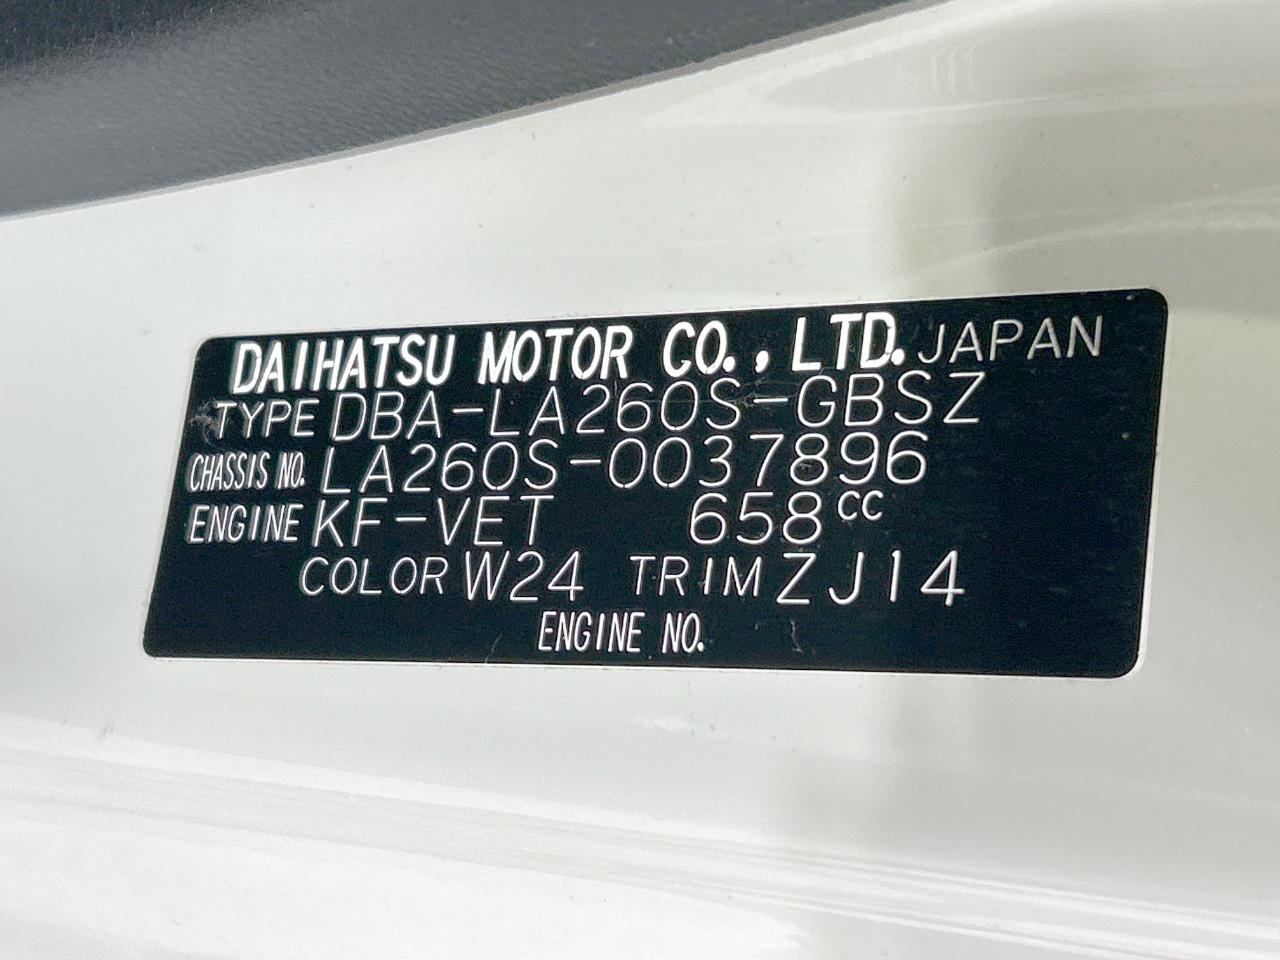 DAIHATSU MOTOR CO., LTD. JAPAN
TYPE DBA-LA260S-GBSZ
CHASSIS NO. LA260S-0037896
ENGINE KF-VET 658CC
COLOR W24 TRIM ZJ14
ENGINE NO.